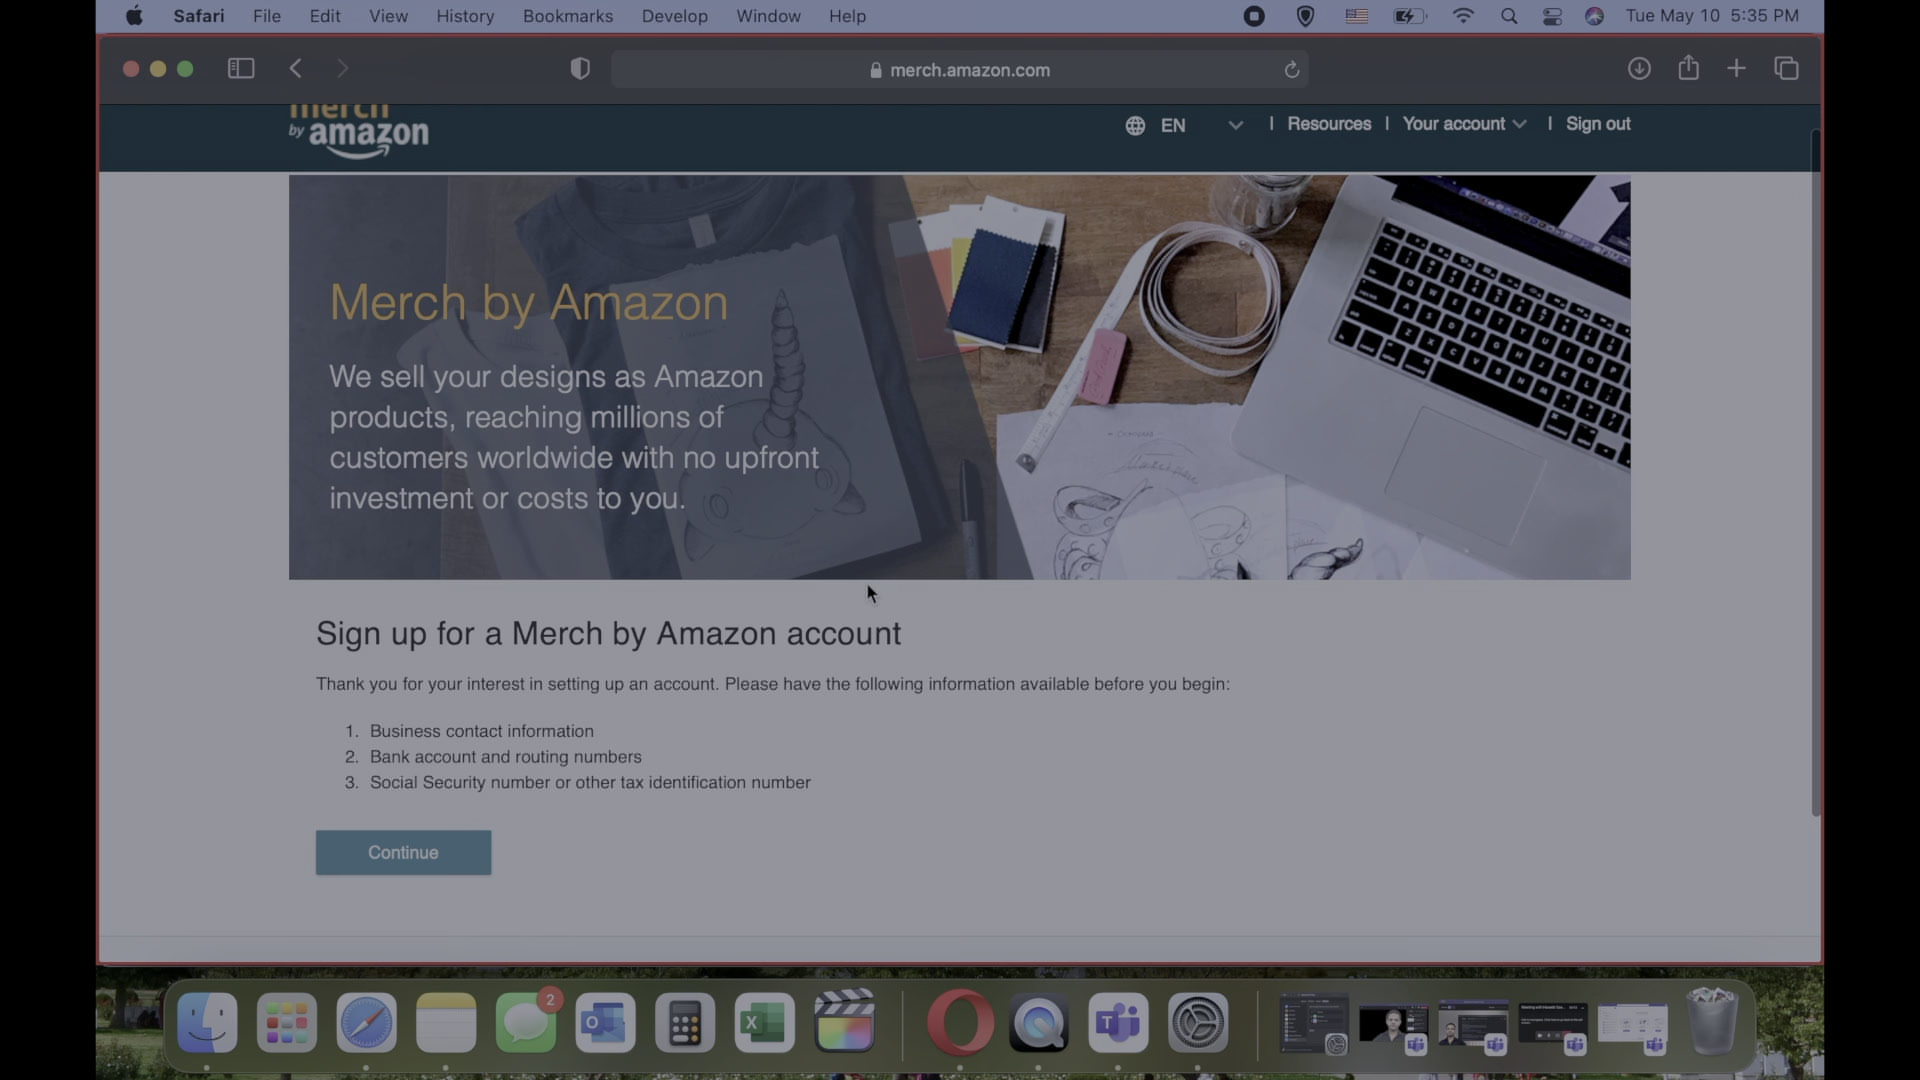 Safari File Edit View History Bookmarks Develop Window Help Tue May 10 5:35 PM
merch.amazon.com
merch
by amazon
EN | Resources | Your account | Sign out
Merch by Amazon
We sell your designs as Amazon
products, reaching millions of
customers worldwide with no upfront
investment or costs to you.
Sign up for a Merch by Amazon account
Thank you for your interest in setting up an account. Please have the following information available before you begin:
1. Business contact information
2. Bank account and routing numbers
3. Social Security number or other tax identification number
Continue
2